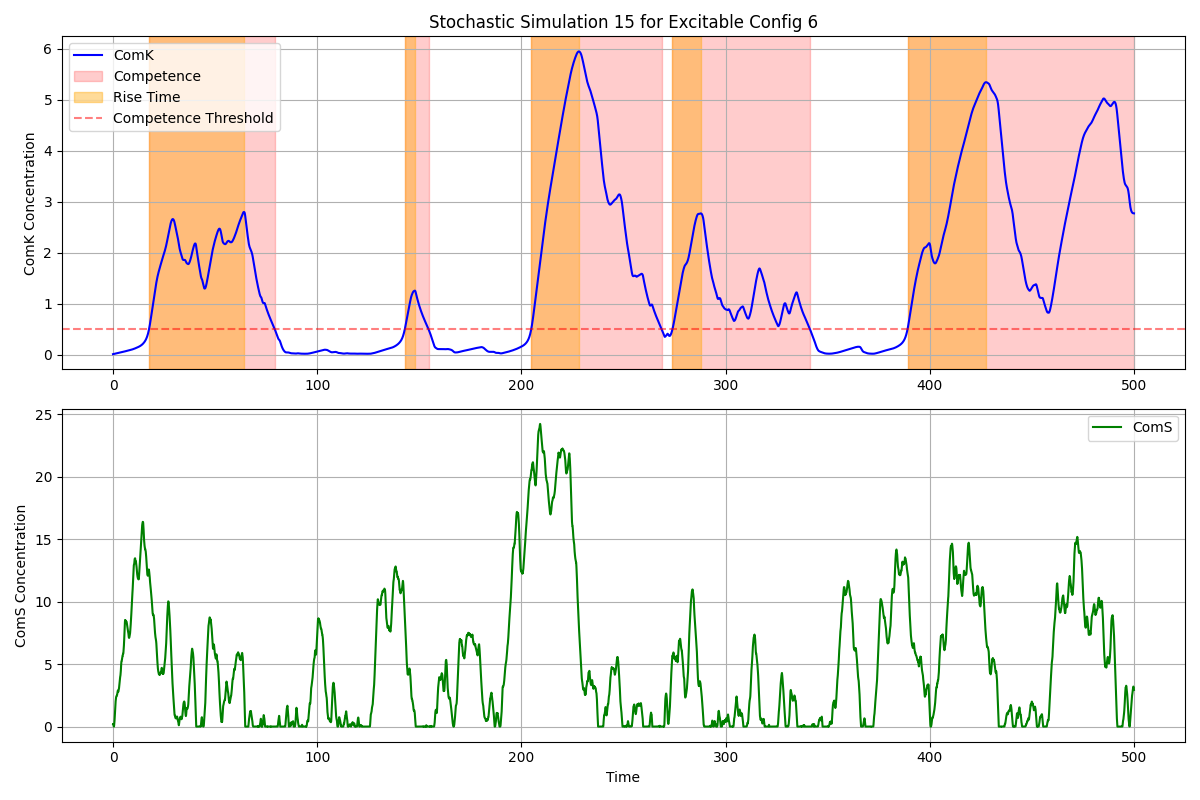 Stochastic Simulation 15 for Excitable Config 6
ComK
Competence
Rise Time
Competence Threshold
ComK Concentration
6
5
4
3
2
1
0
0 100 200 300 400 500
ComS
ComS Concentration
25
20
15
10
5
0
0 100 200 300 400 500
Time